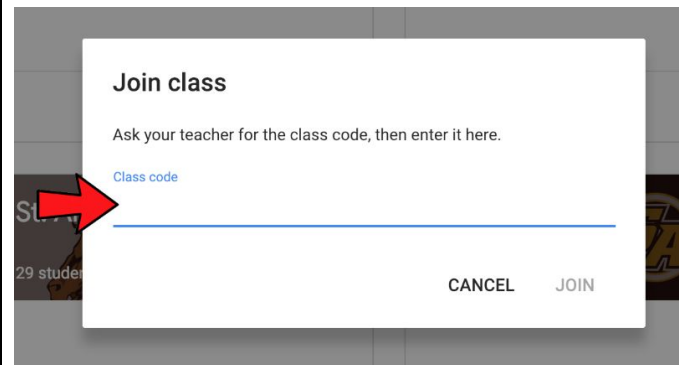 Join class
Ask your teacher for the class code, then enter it here.
Class code
St. A
29 studen
CANCEL JOIN